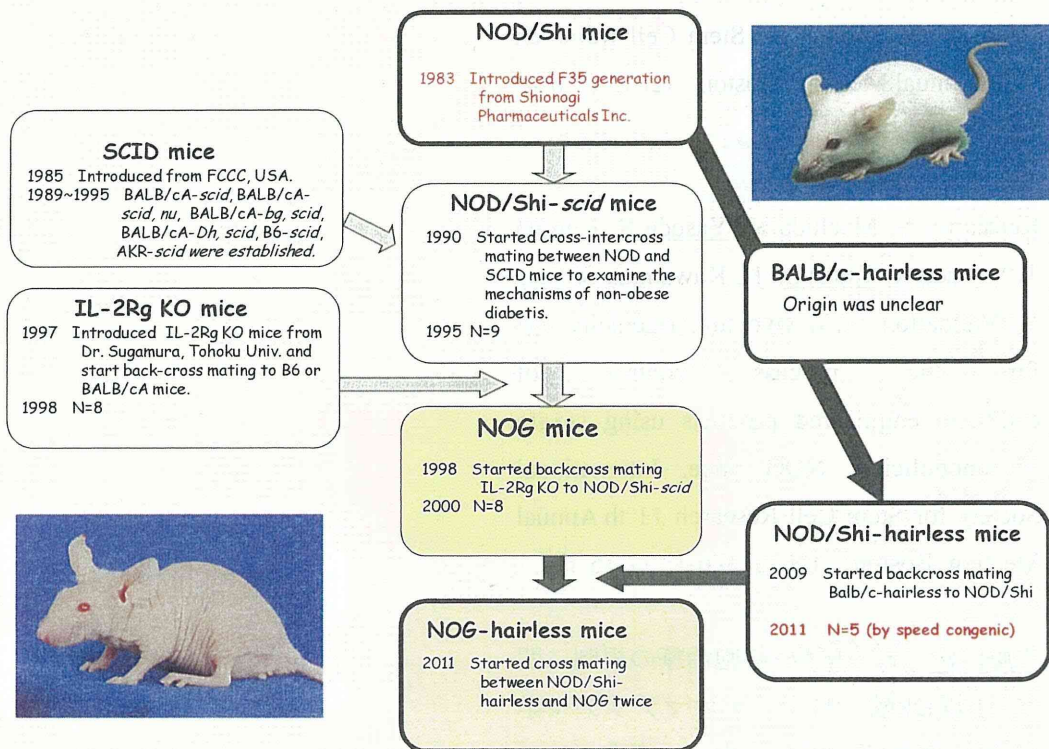 NOD/Shi mice
1983 Introduced F35 generation
from Shionogi
Pharmaceuticals Inc.
SCID mice
1985 Introduced from FCCC, USA.
1989~1995 BALB/cA-scid, BALB/cA-
scid, nu, BALB/cA-bg, scid,
BALB/cA-Dh, scid, B6-scid,
AKR-scid were established.
NOD/Shi-scid mice
1990 Started Cross-intercross
mating between NOD and
SCID mice to examine the
mechanisms of non-obese
diabetis.
1995 N=9
BALB/c-hairless mice
Origin was unclear
IL-2Rg KO mice
1997 Introduced IL-2Rg KO mice from
Dr. Sugamura, Tohoku Univ. and
start back-cross mating to B6 or
BALB/cA mice.
1998 N=8
NOG mice
1998 Started backcross mating
IL-2Rg KO to NOD/Shi-scid
2000 N=8
NOD/Shi-hairless mice
2009 Started backcross mating
Balb/c-hairless to NOD/Shi
2011 N=5 (by speed congenic)
NOG-hairless mice
2011 Started cross mating
between NOD/Shi-
hairless and NOG twice